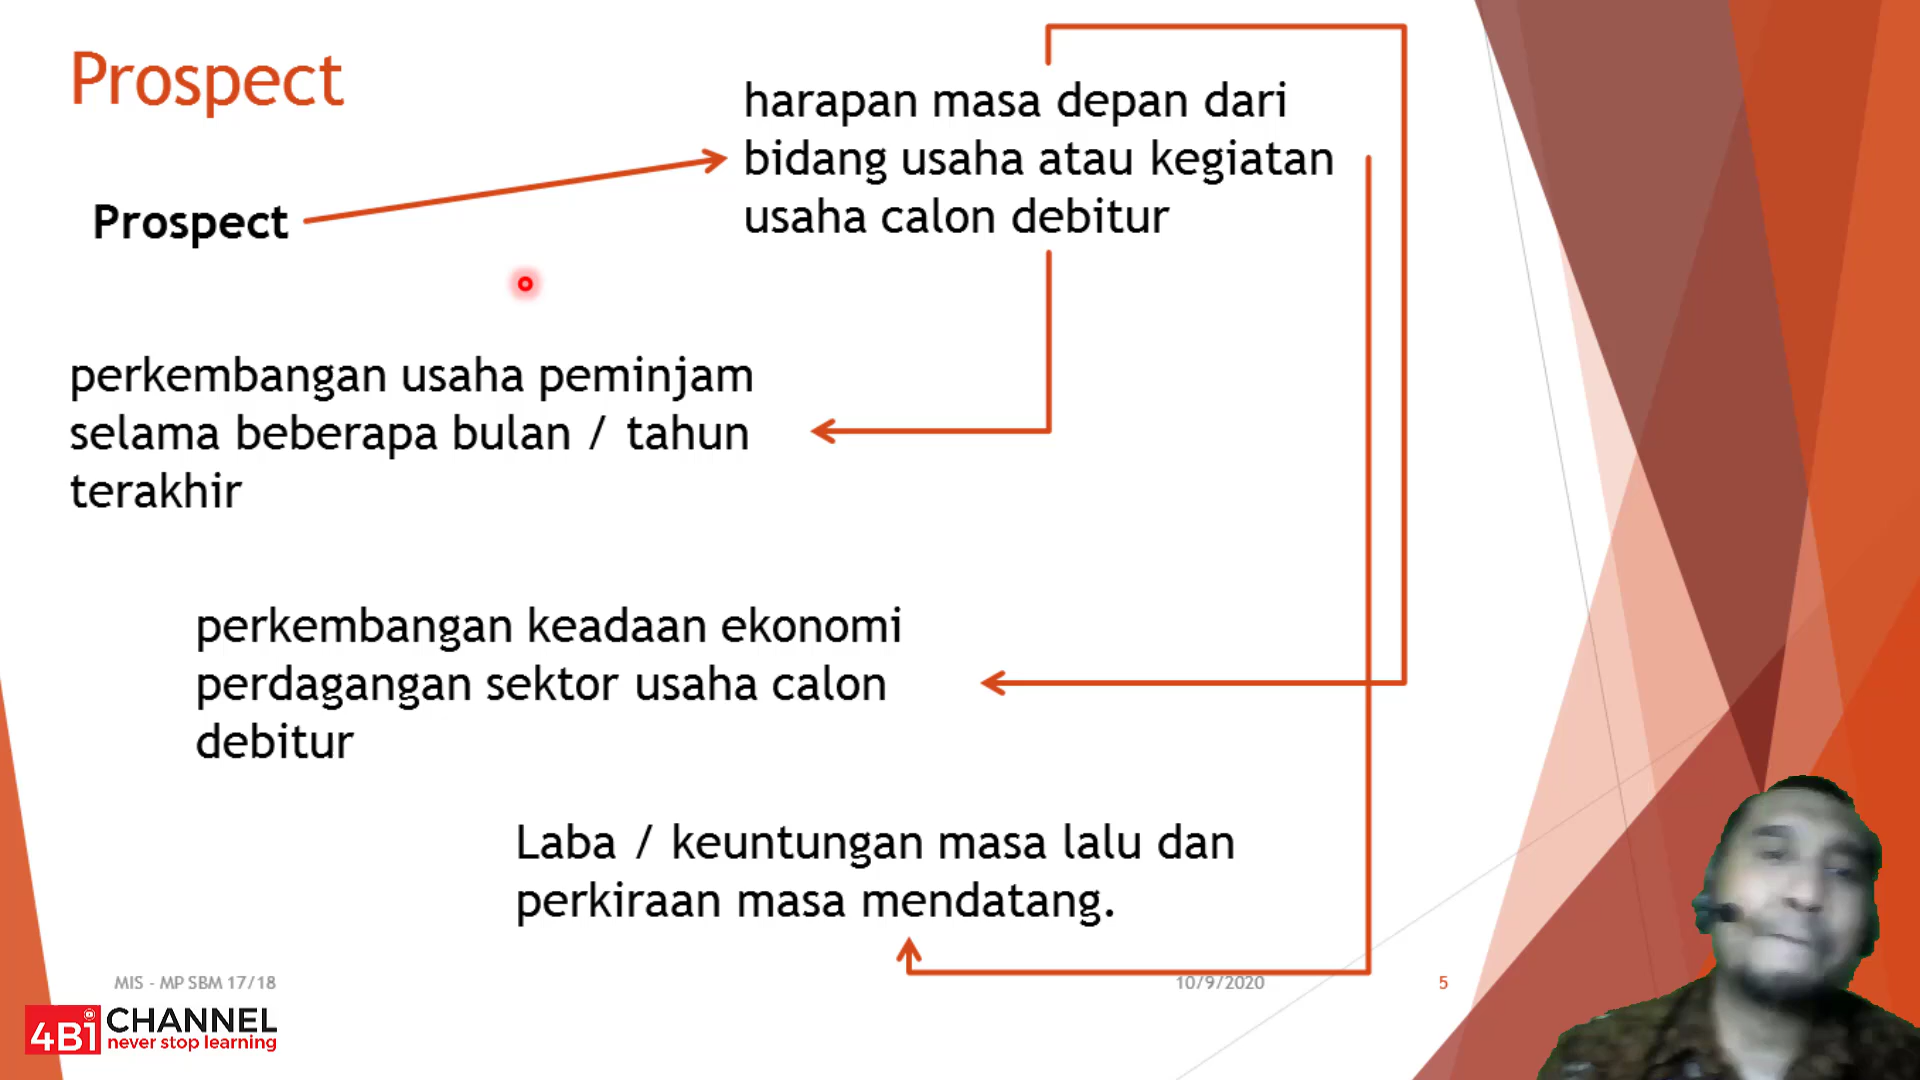 Prospect
harapan masa depan dari
bidang usaha atau kegiatan
usaha calon debitur
Prospect
perkembangan usaha peminjam
selama beberapa bulan / tahun
terakhir
perkembangan keadaan ekonomi
perdagangan sektor usaha calon
debitur
Laba / keuntungan masa lalu dan
perkiraan masa mendatang.
MIS - MP SBM 17/18
10/9/2020
5
4Bi CHANNEL
never stop learning